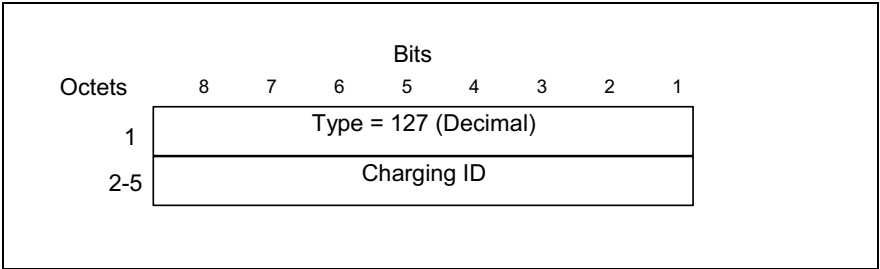 Bits
Octets 8 7 6 5 4 3 2 1
1 Type = 127 (Decimal)
2-5 Charging ID